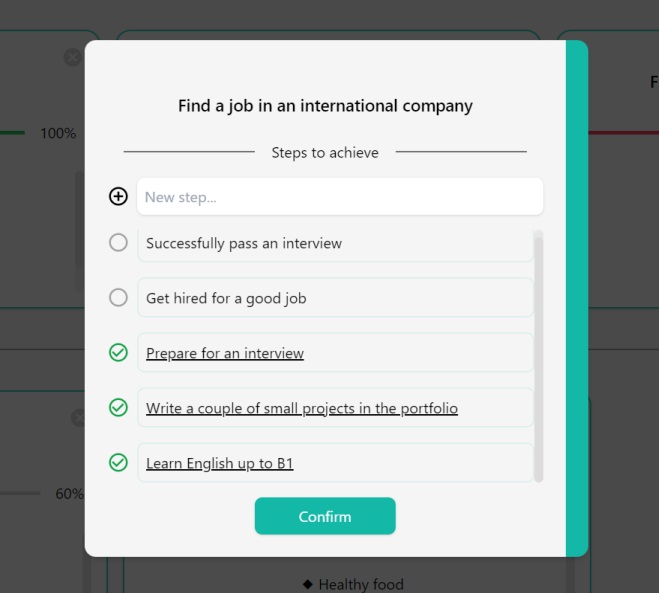 100%
F
Find a job in an international company
Steps to achieve
New step...
Successfully pass an interview
Get hired for a good job
Prepare for an interview
Write a couple of small projects in the portfolio
Learn English up to B1
60%
Confirm
◆ Healthy food